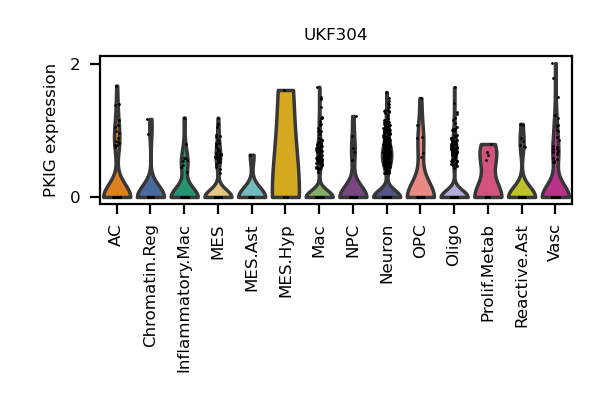 UKF304
PKIG expression
2
0
AC
Chromatin.Reg
Inflammatory.Mac
MES
MES.Ast
MES.Hyp
Mac
NPC
Neuron
OPC
Oligo
Prolif.Metab
Reactive.Ast
Vasc